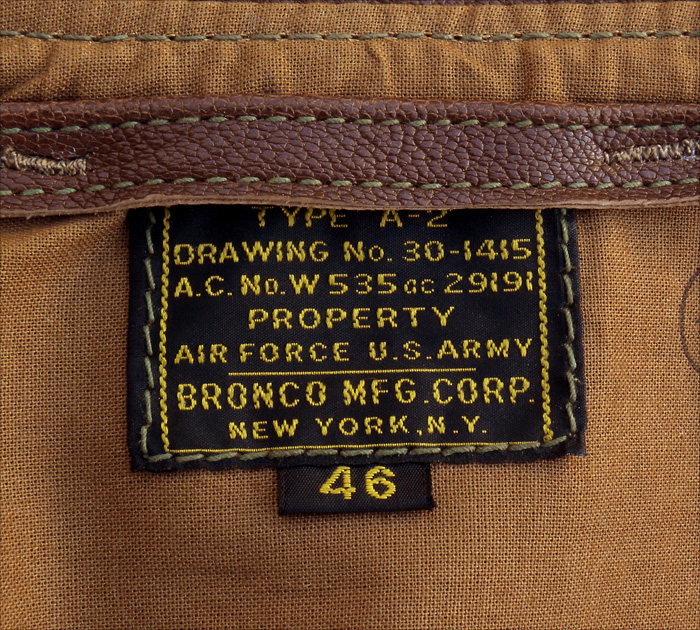 TYPE A-2
DRAWING No. 30-1415
A.C. No. W 535 ac 29191
PROPERTY
AIR FORCE U.S. ARMY
BRONCO MFG. CORP.
NEW YORK, N.Y.
46